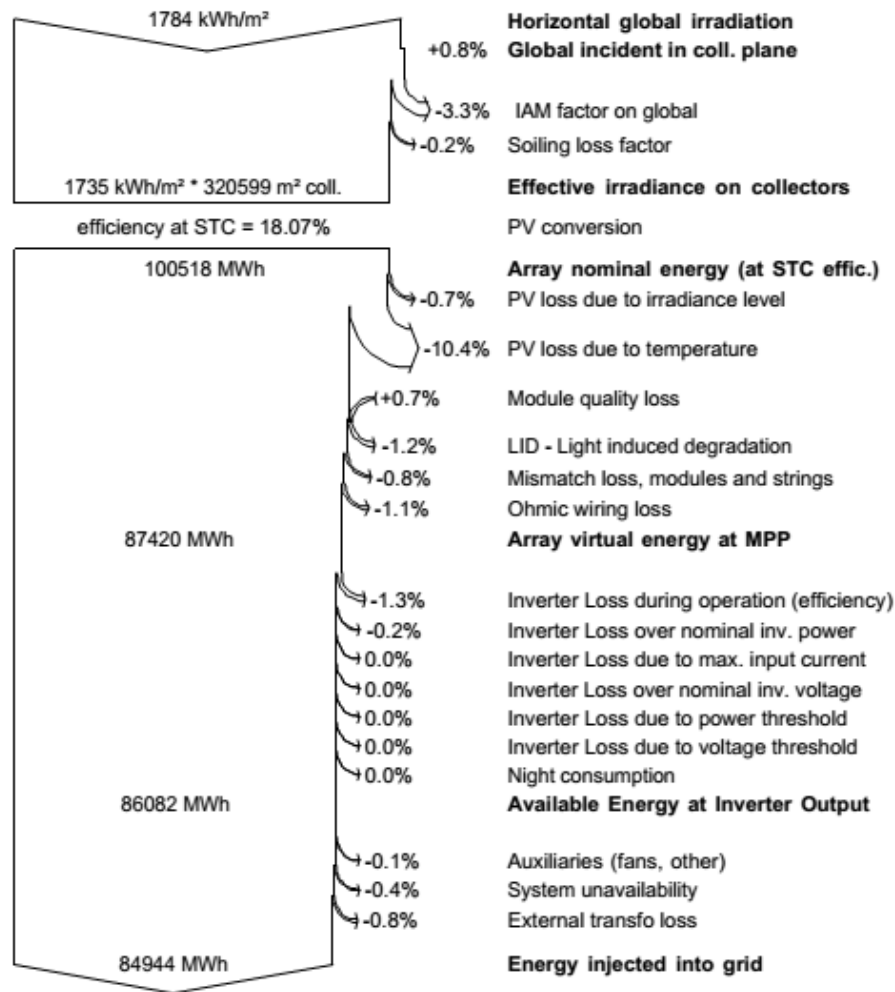 1784 kWh/m² Horizontal global irradiation
+0.8% Global incident in coll. plane
-3.3% IAM factor on global
-0.2% Soiling loss factor
1735 kWh/m² * 320599 m² coll. Effective irradiance on collectors
efficiency at STC = 18.07% PV conversion
100518 MWh Array nominal energy (at STC effic.)
-0.7% PV loss due to irradiance level
-10.4% PV loss due to temperature
+0.7% Module quality loss
-1.2% LID - Light induced degradation
-0.8% Mismatch loss, modules and strings
-1.1% Ohmic wiring loss
87420 MWh Array virtual energy at MPP
-1.3% Inverter Loss during operation (efficiency)
-0.2% Inverter Loss over nominal inv. power
0.0% Inverter Loss due to max. input current
0.0% Inverter Loss over nominal inv. voltage
0.0% Inverter Loss due to power threshold
0.0% Inverter Loss due to voltage threshold
0.0% Night consumption
86082 MWh Available Energy at Inverter Output
-0.1% Auxiliaries (fans, other)
-0.4% System unavailability
-0.8% External transfo loss
84944 MWh Energy injected into grid